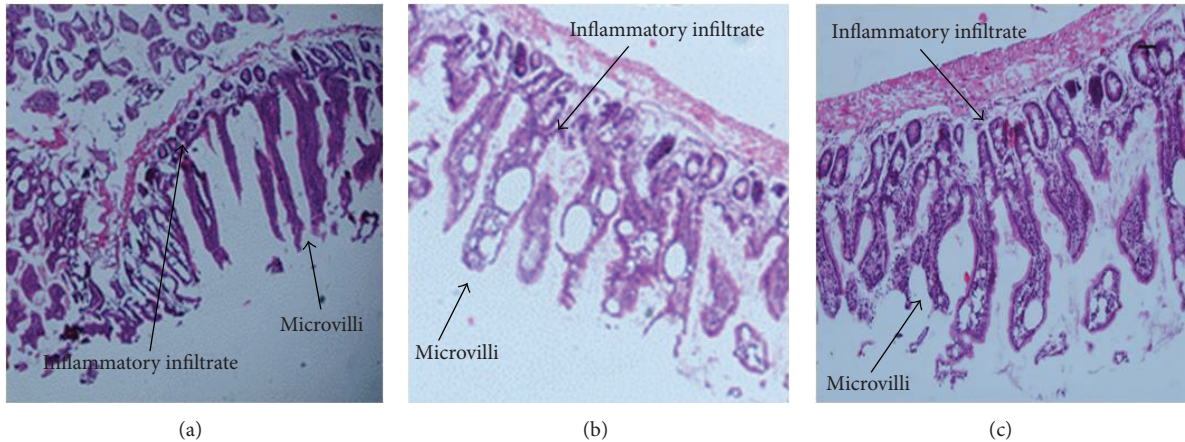 Inflammatory infiltrate
Microvilli
(a)
Inflammatory infiltrate
Microvilli
(b)
Inflammatory
infiltrate
Microvilli
(c)